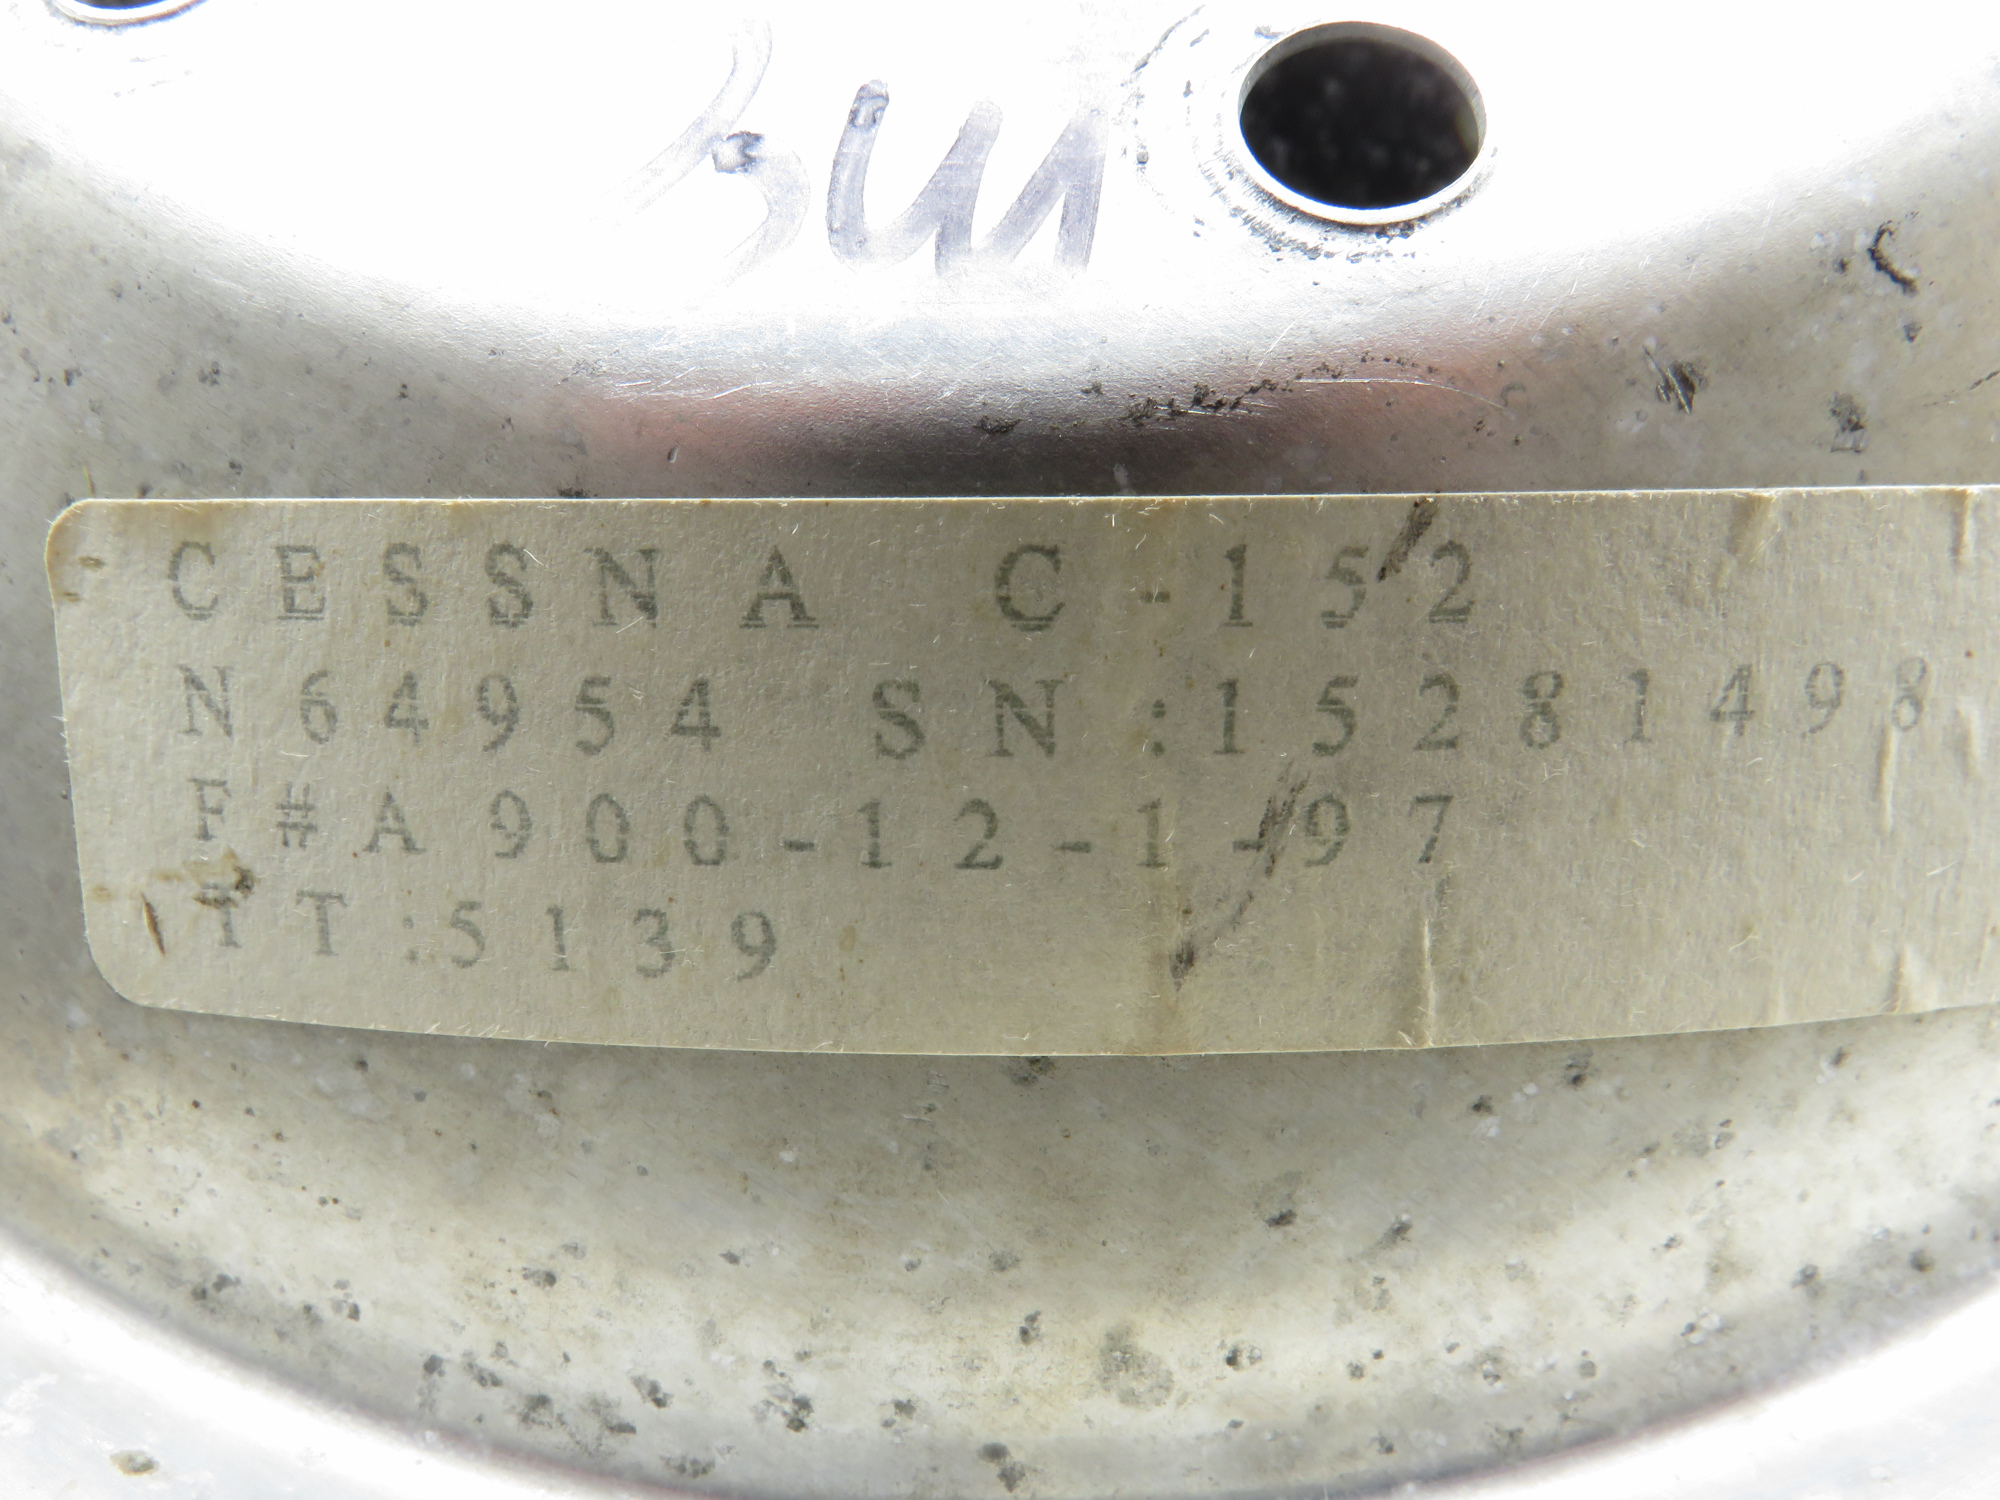 CESSNA C-152
N64954 SN:15281498
F#A900-12-1-97
TT:5139